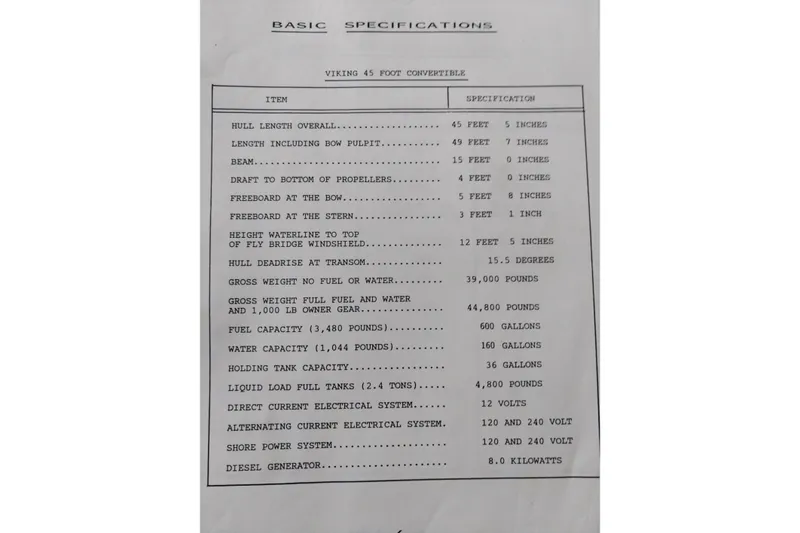 BASIC SPECIFICATIONS
VIKING 45 FOOT CONVERTIBLE
ITEM SPECIFICATION
HULL LENGTH OVERALL................... 45 FEET 5 INCHES
LENGTH INCLUDING BOW PULPIT........... 49 FEET 7 INCHES
BEAM.................................. 15 FEET 0 INCHES
DRAFT TO BOTTOM OF PROPELLERS......... 4 FEET 0 INCHES
FREEBOARD AT THE BOW.................. 5 FEET 8 INCHES
FREEBOARD AT THE STERN................ 3 FEET 1 INCH
HEIGHT WATERLINE TO TOP
OF FLY BRIDGE WINDSHIELD.............. 12 FEET 5 INCHES
HULL DEADRISE AT TRANSOM.............. 15.5 DEGREES
GROSS WEIGHT NO FUEL OR WATER......... 39,000 POUNDS
GROSS WEIGHT FULL FUEL AND WATER
AND 1,000 LB OWNER GEAR............... 44,800 POUNDS
FUEL CAPACITY (3,480 POUNDS).......... 600 GALLONS
WATER CAPACITY (1,044 POUNDS)......... 160 GALLONS
HOLDING TANK CAPACITY................. 36 GALLONS
LIQUID LOAD FULL TANKS (2.4 TONS)..... 4,800 POUNDS
DIRECT CURRENT ELECTRICAL SYSTEM...... 12 VOLTS
ALTERNATING CURRENT ELECTRICAL SYSTEM. 120 AND 240 VOLT
SHORE POWER SYSTEM.................... 120 AND 240 VOLT
DIESEL GENERATOR...................... 8.0 KILOWATTS